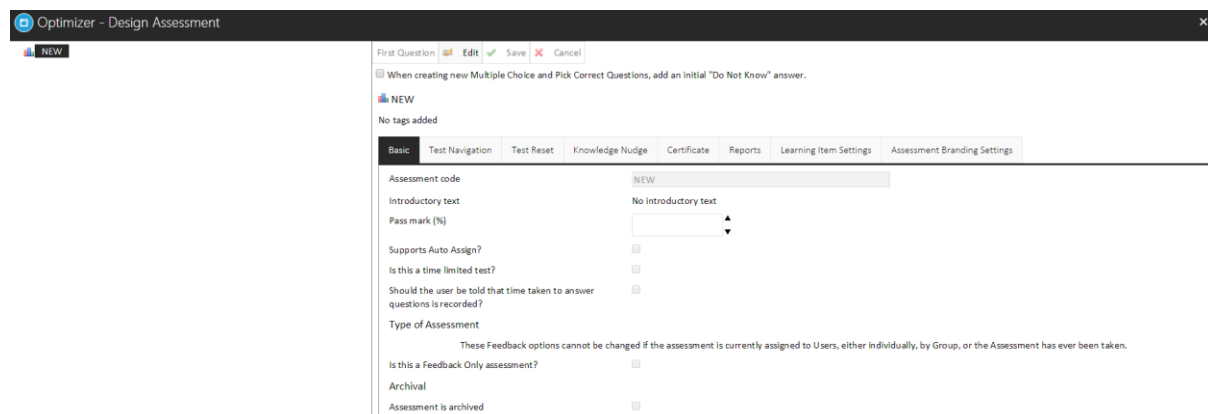 Optimizer - Design Assessment
×
NEW
First Question Edit Save Cancel
When creating new Multiple Choice and Pick Correct Questions, add an initial "Do Not Know" answer.
NEW
No tags added
Basic Test Navigation Test Reset Knowledge Nudge Certificate Reports Learning Item Settings Assessment Branding Settings
Assessment code NEW
Introductory text No introductory text
Pass mark (%)
Supports Auto Assign?
Is this a time limited test?
Should the user be told that time taken to answer
questions is recorded?
Type of Assessment
These Feedback options cannot be changed if the assessment is currently assigned to Users, either individually, by Group, or the Assessment has ever been taken.
Is this a Feedback Only assessment?
Archival
Assessment is archived